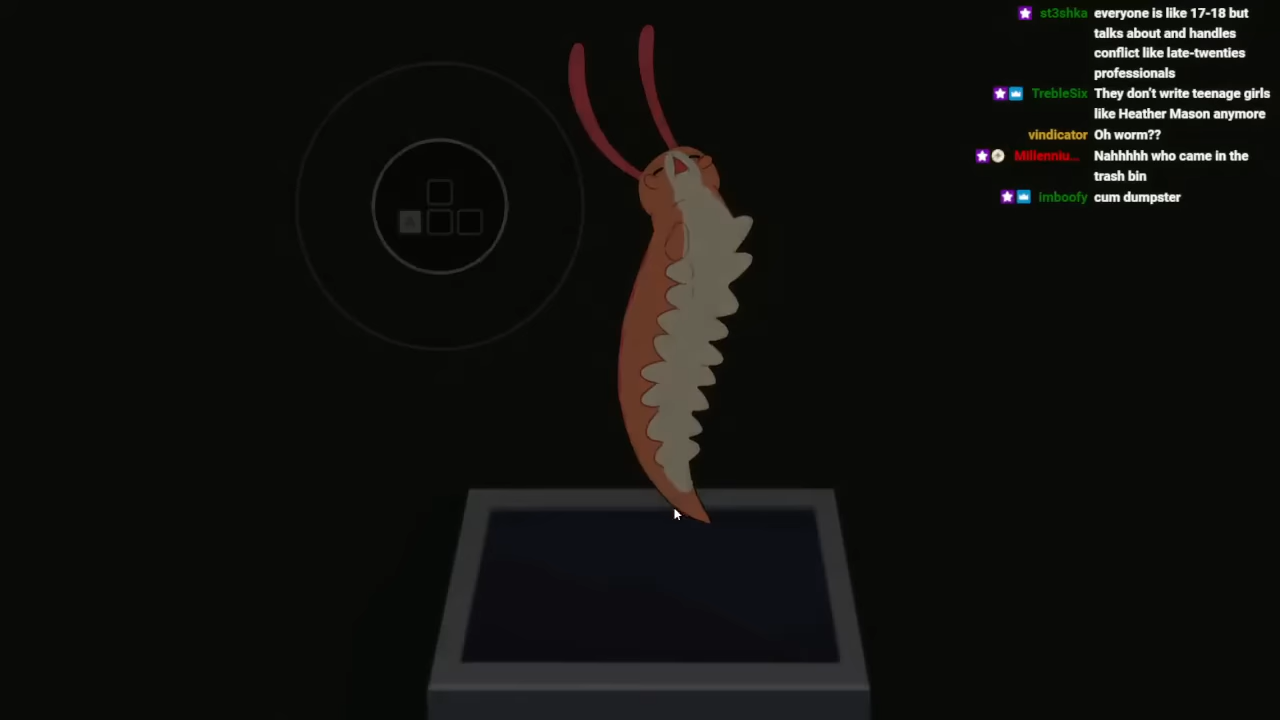 st3shka everyone is like 17-18 but
talks about and handles
conflict like late-twenties
professionals
TrebleSix They don't write teenage girls
like Heather Mason anymore
vindicator Oh worm??
Millenniu... Nahhhhh who came in the
trash bin
imboofy cum dumpster
A